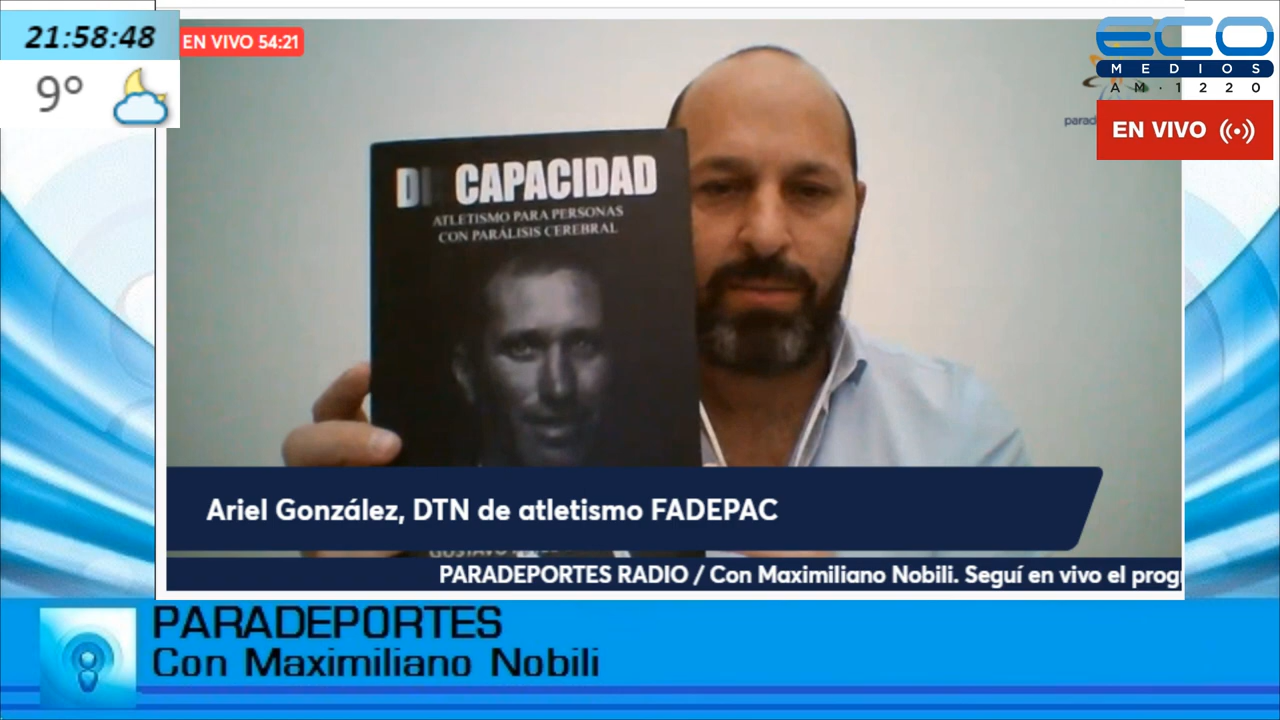 21:58:48
9°
EN VIVO 54:21
ECO
MEDIOS
AM·1220
EN VIVO
DISCAPACIDAD
ATLETISMO PARA PERSONAS
CON PARÁLISIS CEREBRAL
Ariel González, DTN de atletismo FADEPAC
PARADEPORTES RADIO / Con Maximiliano Nobili. Seguí en vivo el prog
PARADEPORTES
Con Maximiliano Nobili